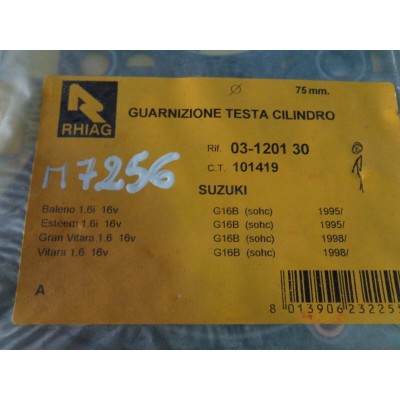 Ø 75 mm.
RHIAG
GUARNIZIONE TESTA CILINDRO
Rif. 03-1201 30
C.T. 101419
M7256
SUZUKI
Baleno 1.6i 16v G16B (sohc) 1995/
Esteem 1.6i 16v G16B (sohc) 1995/
Gran Vitara 1.6 16v G16B (sohc) 1998/
Vitara 1.6 16v G16B (sohc) 1998/
A
8 013906 23225